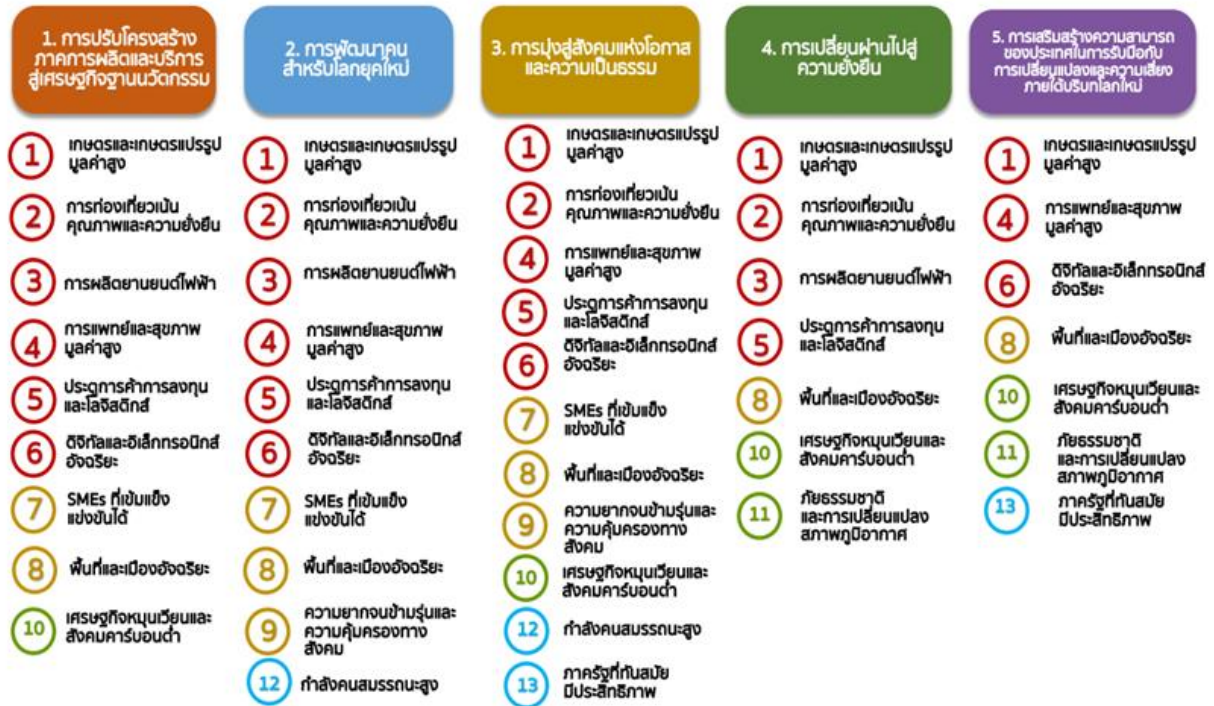 1. การปรับโครงสร้าง
ภาคการผลิตและบริการ
สู่เศรษฐกิจฐานนวัตกรรม
1
เกษตรและเกษตรแปรรูป
มูลค่าสูง
2
การท่องเที่ยวเน้น
คุณภาพและความยั่งยืน
3
การผลิตยานยนต์ไฟฟ้า
4
การแพทย์และสุขภาพ
มูลค่าสูง
5
ประตูการค้าการลงทุน
และโลจิสติกส์
6
ดิจิทัลและอิเล็กทรอนิกส์
อัจฉริยะ
7
SMEs ที่เข้มแข็ง
แข่งขันได้
8
พื้นที่และเมืองอัจฉริยะ
10
เศรษฐกิจหมุนเวียนและ
สังคมคาร์บอนต่ำ
2. การพัฒนาคน
สำหรับโลกยุคใหม่
1
เกษตรและเกษตรแปรรูป
มูลค่าสูง
2
การท่องเที่ยวเน้น
คุณภาพและความยั่งยืน
3
การผลิตยานยนต์ไฟฟ้า
4
การแพทย์และสุขภาพ
มูลค่าสูง
5
ประตูการค้าการลงทุน
และโลจิสติกส์
6
ดิจิทัลและอิเล็กทรอนิกส์
อัจฉริยะ
7
SMEs ที่เข้มแข็ง
แข่งขันได้
8
พื้นที่และเมืองอัจฉริยะ
9
ความยากจนข้ามรุ่นและ
ความคุ้มครองทาง
สังคม
12
กำลังคนสมรรถนะสูง
3. การมุ่งสู่สังคมแห่งโอกาส
และความเป็นธรรม
1
เกษตรและเกษตรแปรรูป
มูลค่าสูง
2
การท่องเที่ยวเน้น
คุณภาพและความยั่งยืน
4
การแพทย์และสุขภาพ
มูลค่าสูง
5
ประตูการค้าการลงทุน
และโลจิสติกส์
6
ดิจิทัลและอิเล็กทรอนิกส์
อัจฉริยะ
7
SMEs ที่เข้มแข็ง
แข่งขันได้
8
พื้นที่และเมืองอัจฉริยะ
9
ความยากจนข้ามรุ่นและ
ความคุ้มครองทาง
สังคม
10
เศรษฐกิจหมุนเวียนและ
สังคมคาร์บอนต่ำ
12
กำลังคนสมรรถนะสูง
13
ภาครัฐที่ทันสมัย
มีประสิทธิภาพ
4. การเปลี่ยนผ่านไปสู่
ความยั่งยืน
1
เกษตรและเกษตรแปรรูป
มูลค่าสูง
2
การท่องเที่ยวเน้น
คุณภาพและความยั่งยืน
3
การผลิตยานยนต์ไฟฟ้า
5
ประตูการค้าการลงทุน
และโลจิสติกส์
8
พื้นที่และเมืองอัจฉริยะ
10
เศรษฐกิจหมุนเวียนและ
สังคมคาร์บอนต่ำ
11
ภัยธรรมชาติ
และการเปลี่ยนแปลง
สภาพภูมิอากาศ
5. การเสริมสร้างความสามารถ
ของประเทศในการรับมือกับ
การเปลี่ยนแปลงและความเสี่ยง
ภายใต้บริบทโลกใหม่
1
เกษตรและเกษตรแปรรูป
มูลค่าสูง
4
การแพทย์และสุขภาพ
มูลค่าสูง
6
ดิจิทัลและอิเล็กทรอนิกส์
อัจฉริยะ
8
พื้นที่และเมืองอัจฉริยะ
10
เศรษฐกิจหมุนเวียนและ
สังคมคาร์บอนต่ำ
11
ภัยธรรมชาติ
และการเปลี่ยนแปลง
สภาพภูมิอากาศ
13
ภาครัฐที่ทันสมัย
มีประสิทธิภาพ